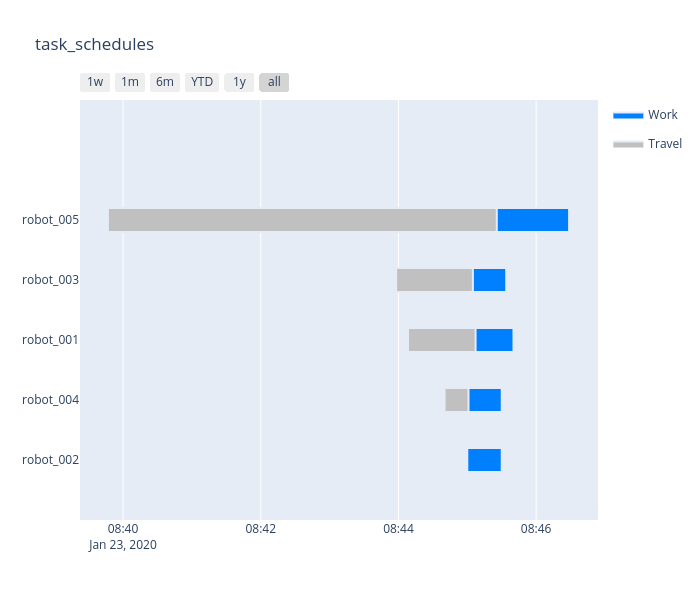 task_schedules
1w 1m 6m YTD 1y all
Work
Travel
robot_005
robot_003
robot_001
robot_004
robot_002
08:40 08:42 08:44 08:46
Jan 23, 2020